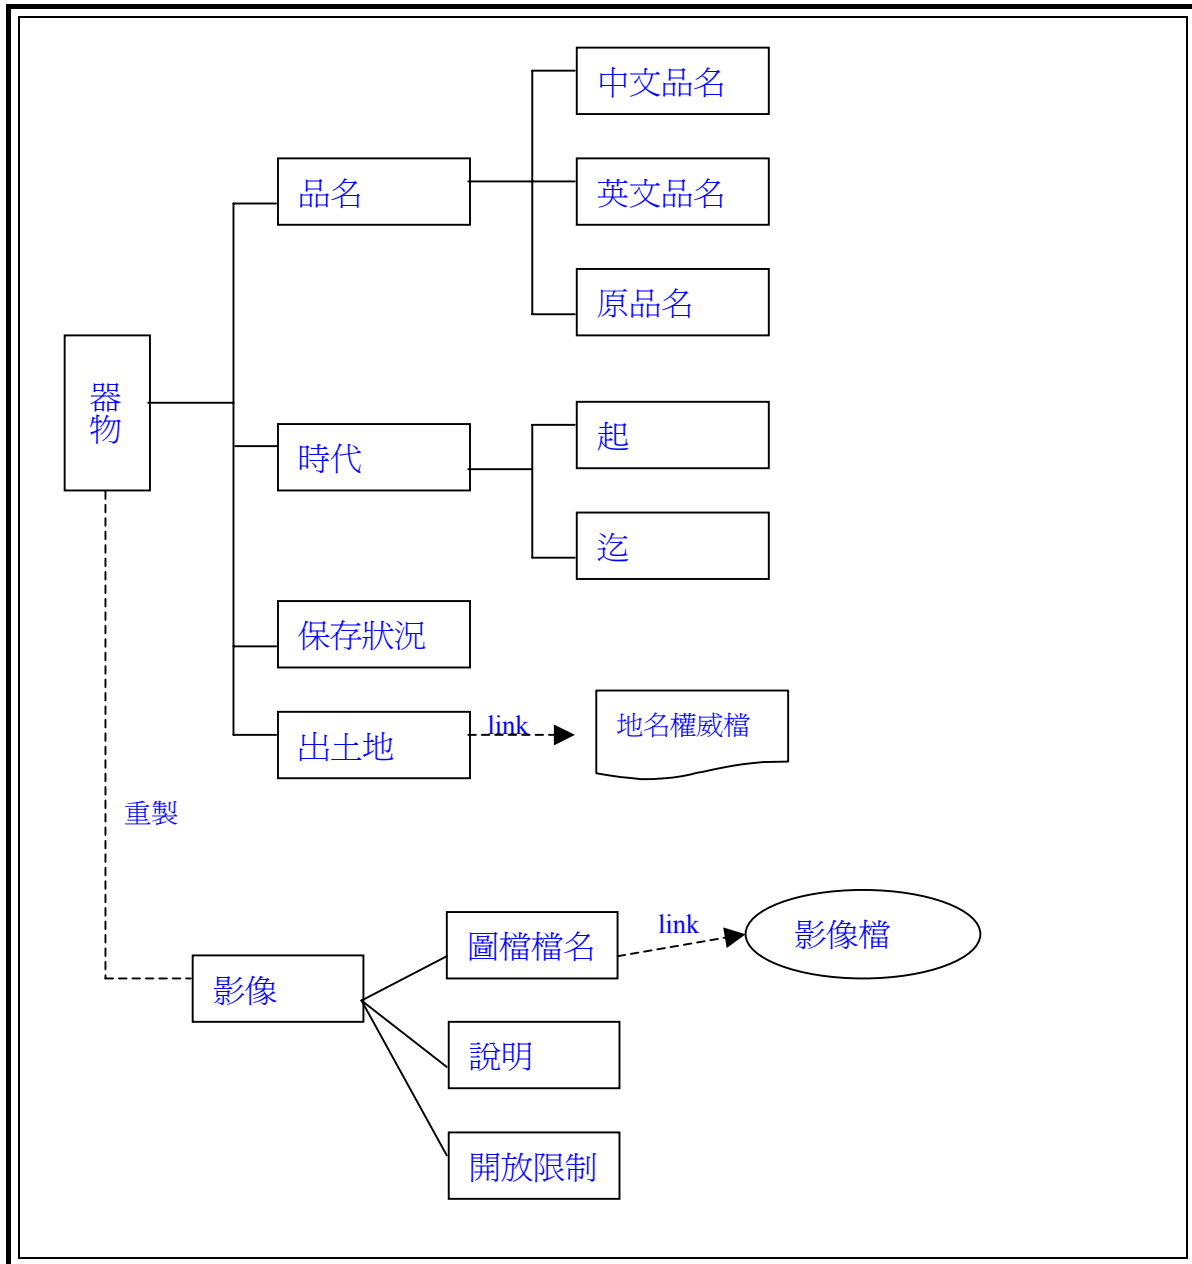 中文品名
品名
英文品名
原品名
器
物
時代
起
迄
保存狀況
出土地
link
地名權威檔
重製
圖檔檔名
link
影像檔
影像
說明
開放限制